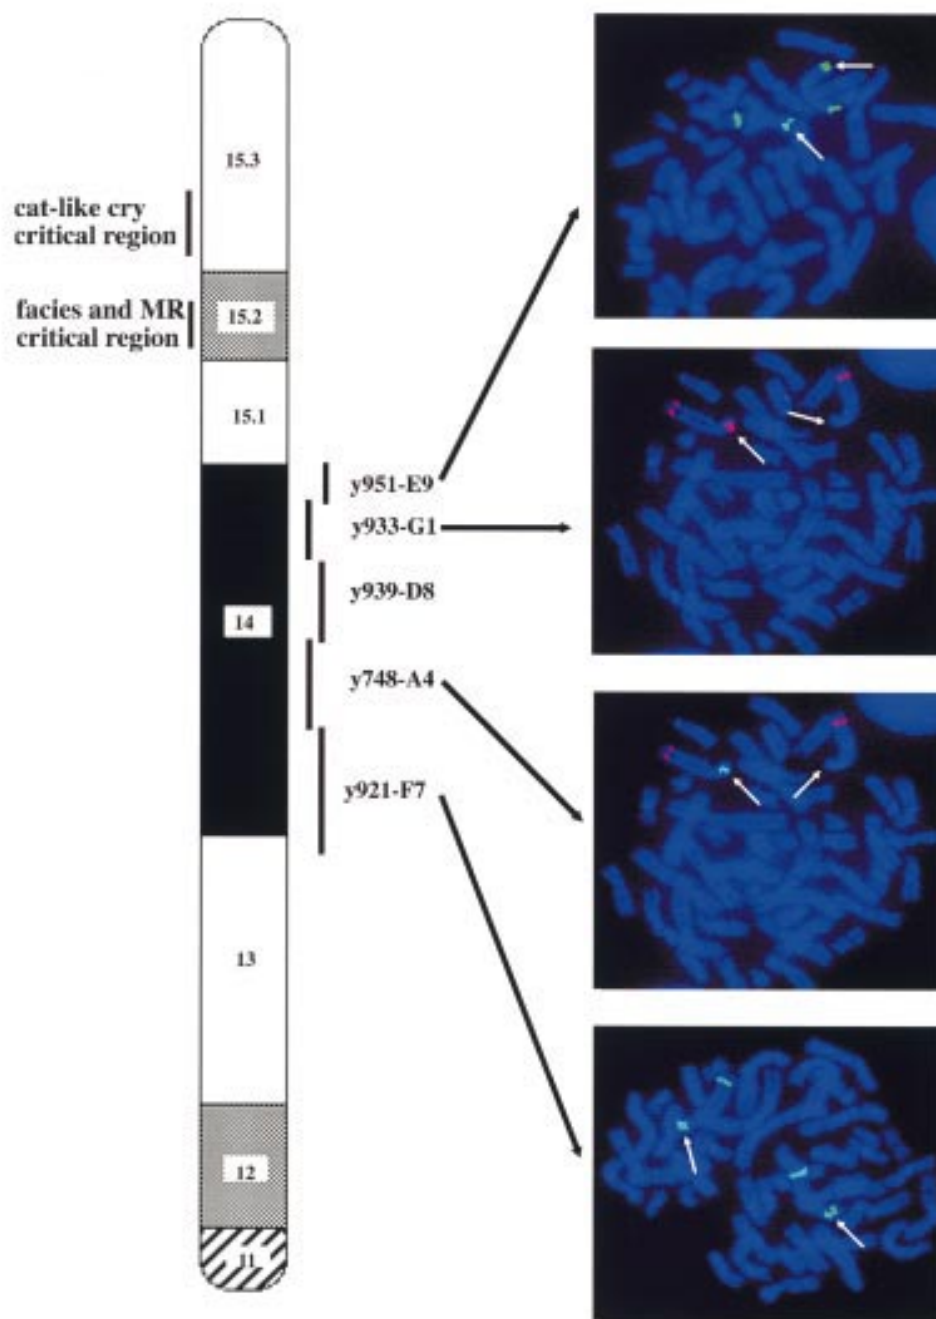 15.3
cat-like cry
critical region
facies and MR
critical region
15.2
15.1
y951-E9
y933-G1
y939-D8
14
y748-A4
y921-F7
13
12
11